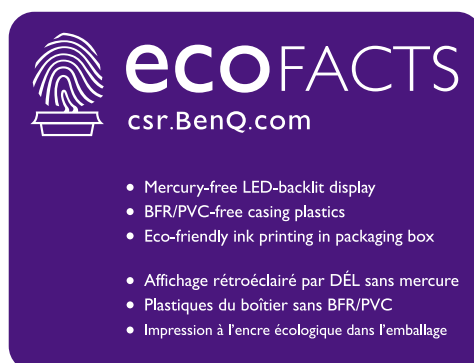 ecoFACTS
csr.BenQ.com
• Mercury-free LED-backlit display
• BFR/PVC-free casing plastics
• Eco-friendly ink printing in packaging box
• Affichage rétroéclairé par DÉL sans mercure
• Plastiques du boîtier sans BFR/PVC
• Impression à l'encre écologique dans l'emballage